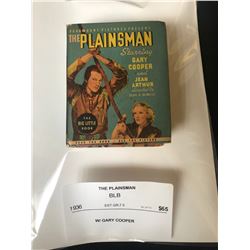 PARAMOUNT PICTURES PRESENT
THE PLAINSMAN
Starring
GARY COOPER
and
JEAN ARTHUR
THE BIG LITTLE BOOK
THE PLAINSMAN
BLB
1936
$65
W/ GARY COOPER